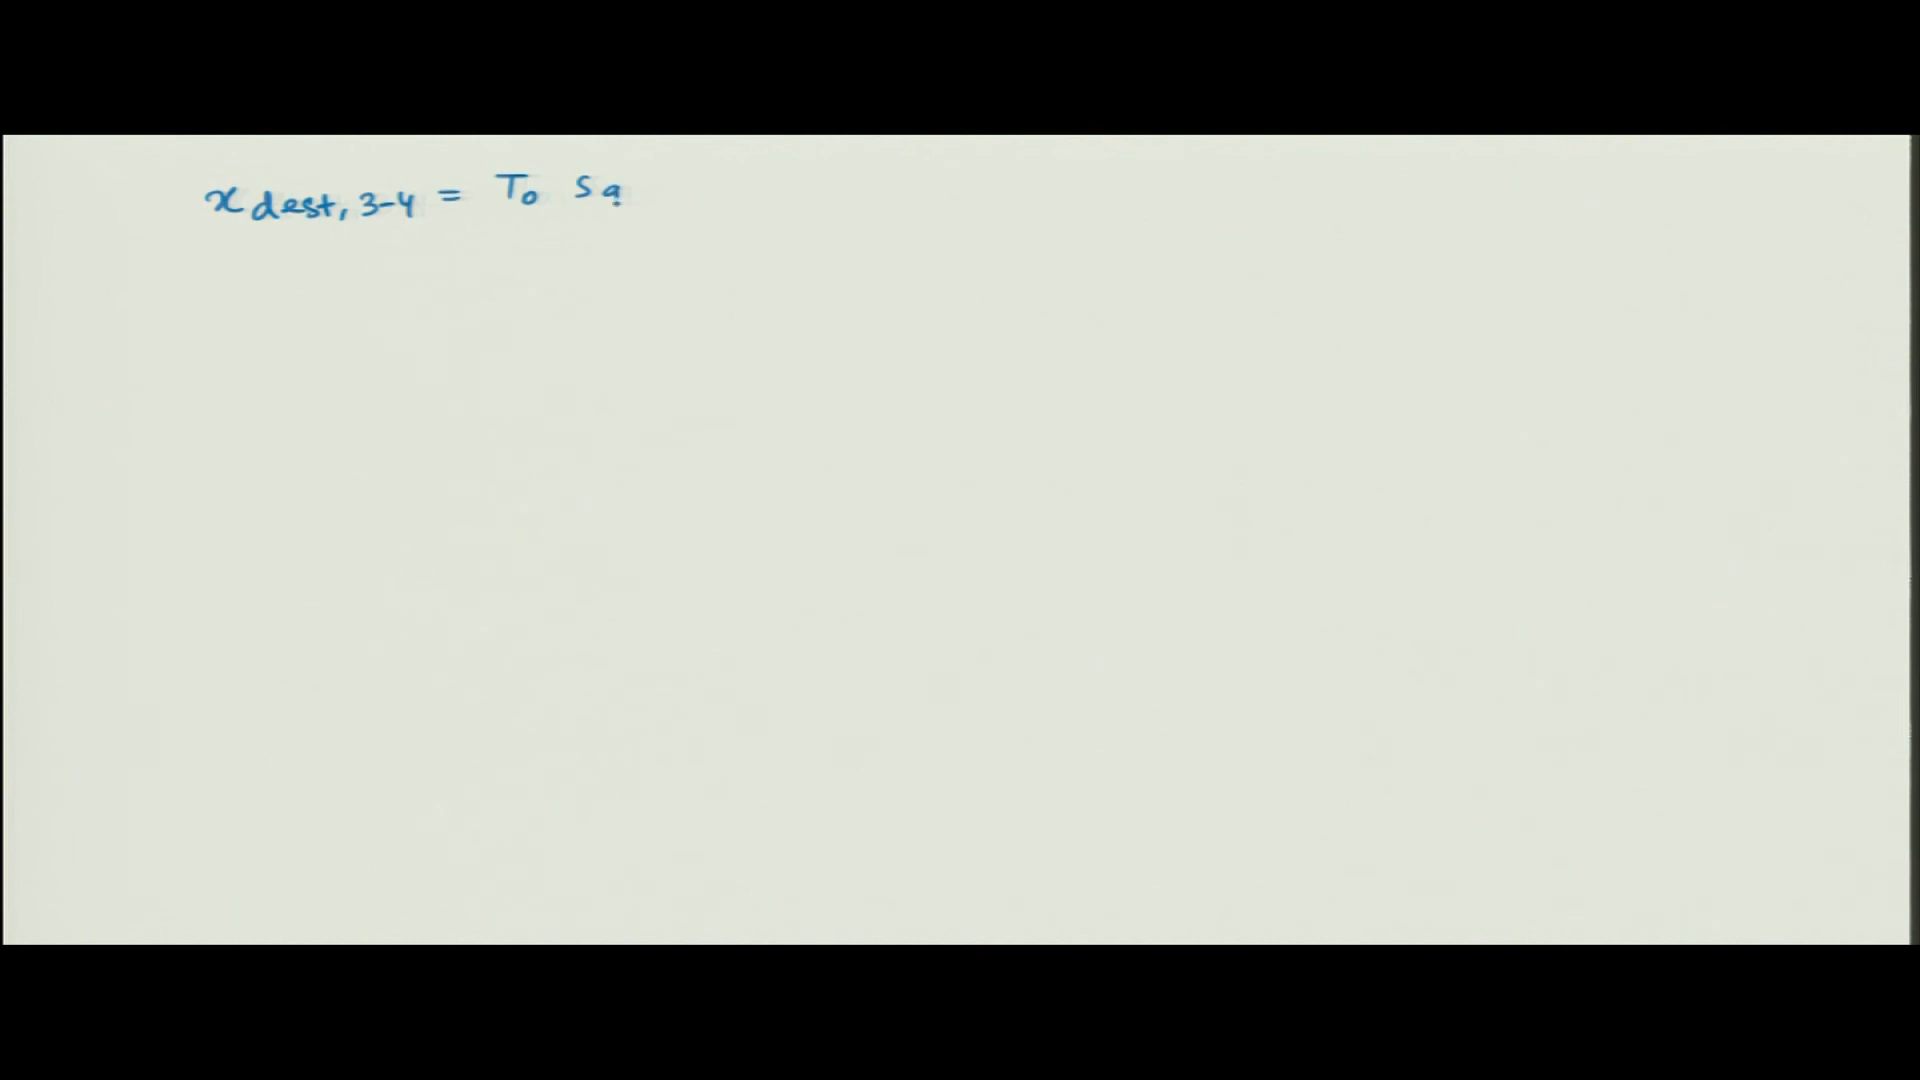 x dest, 3-4 = T₀ S g